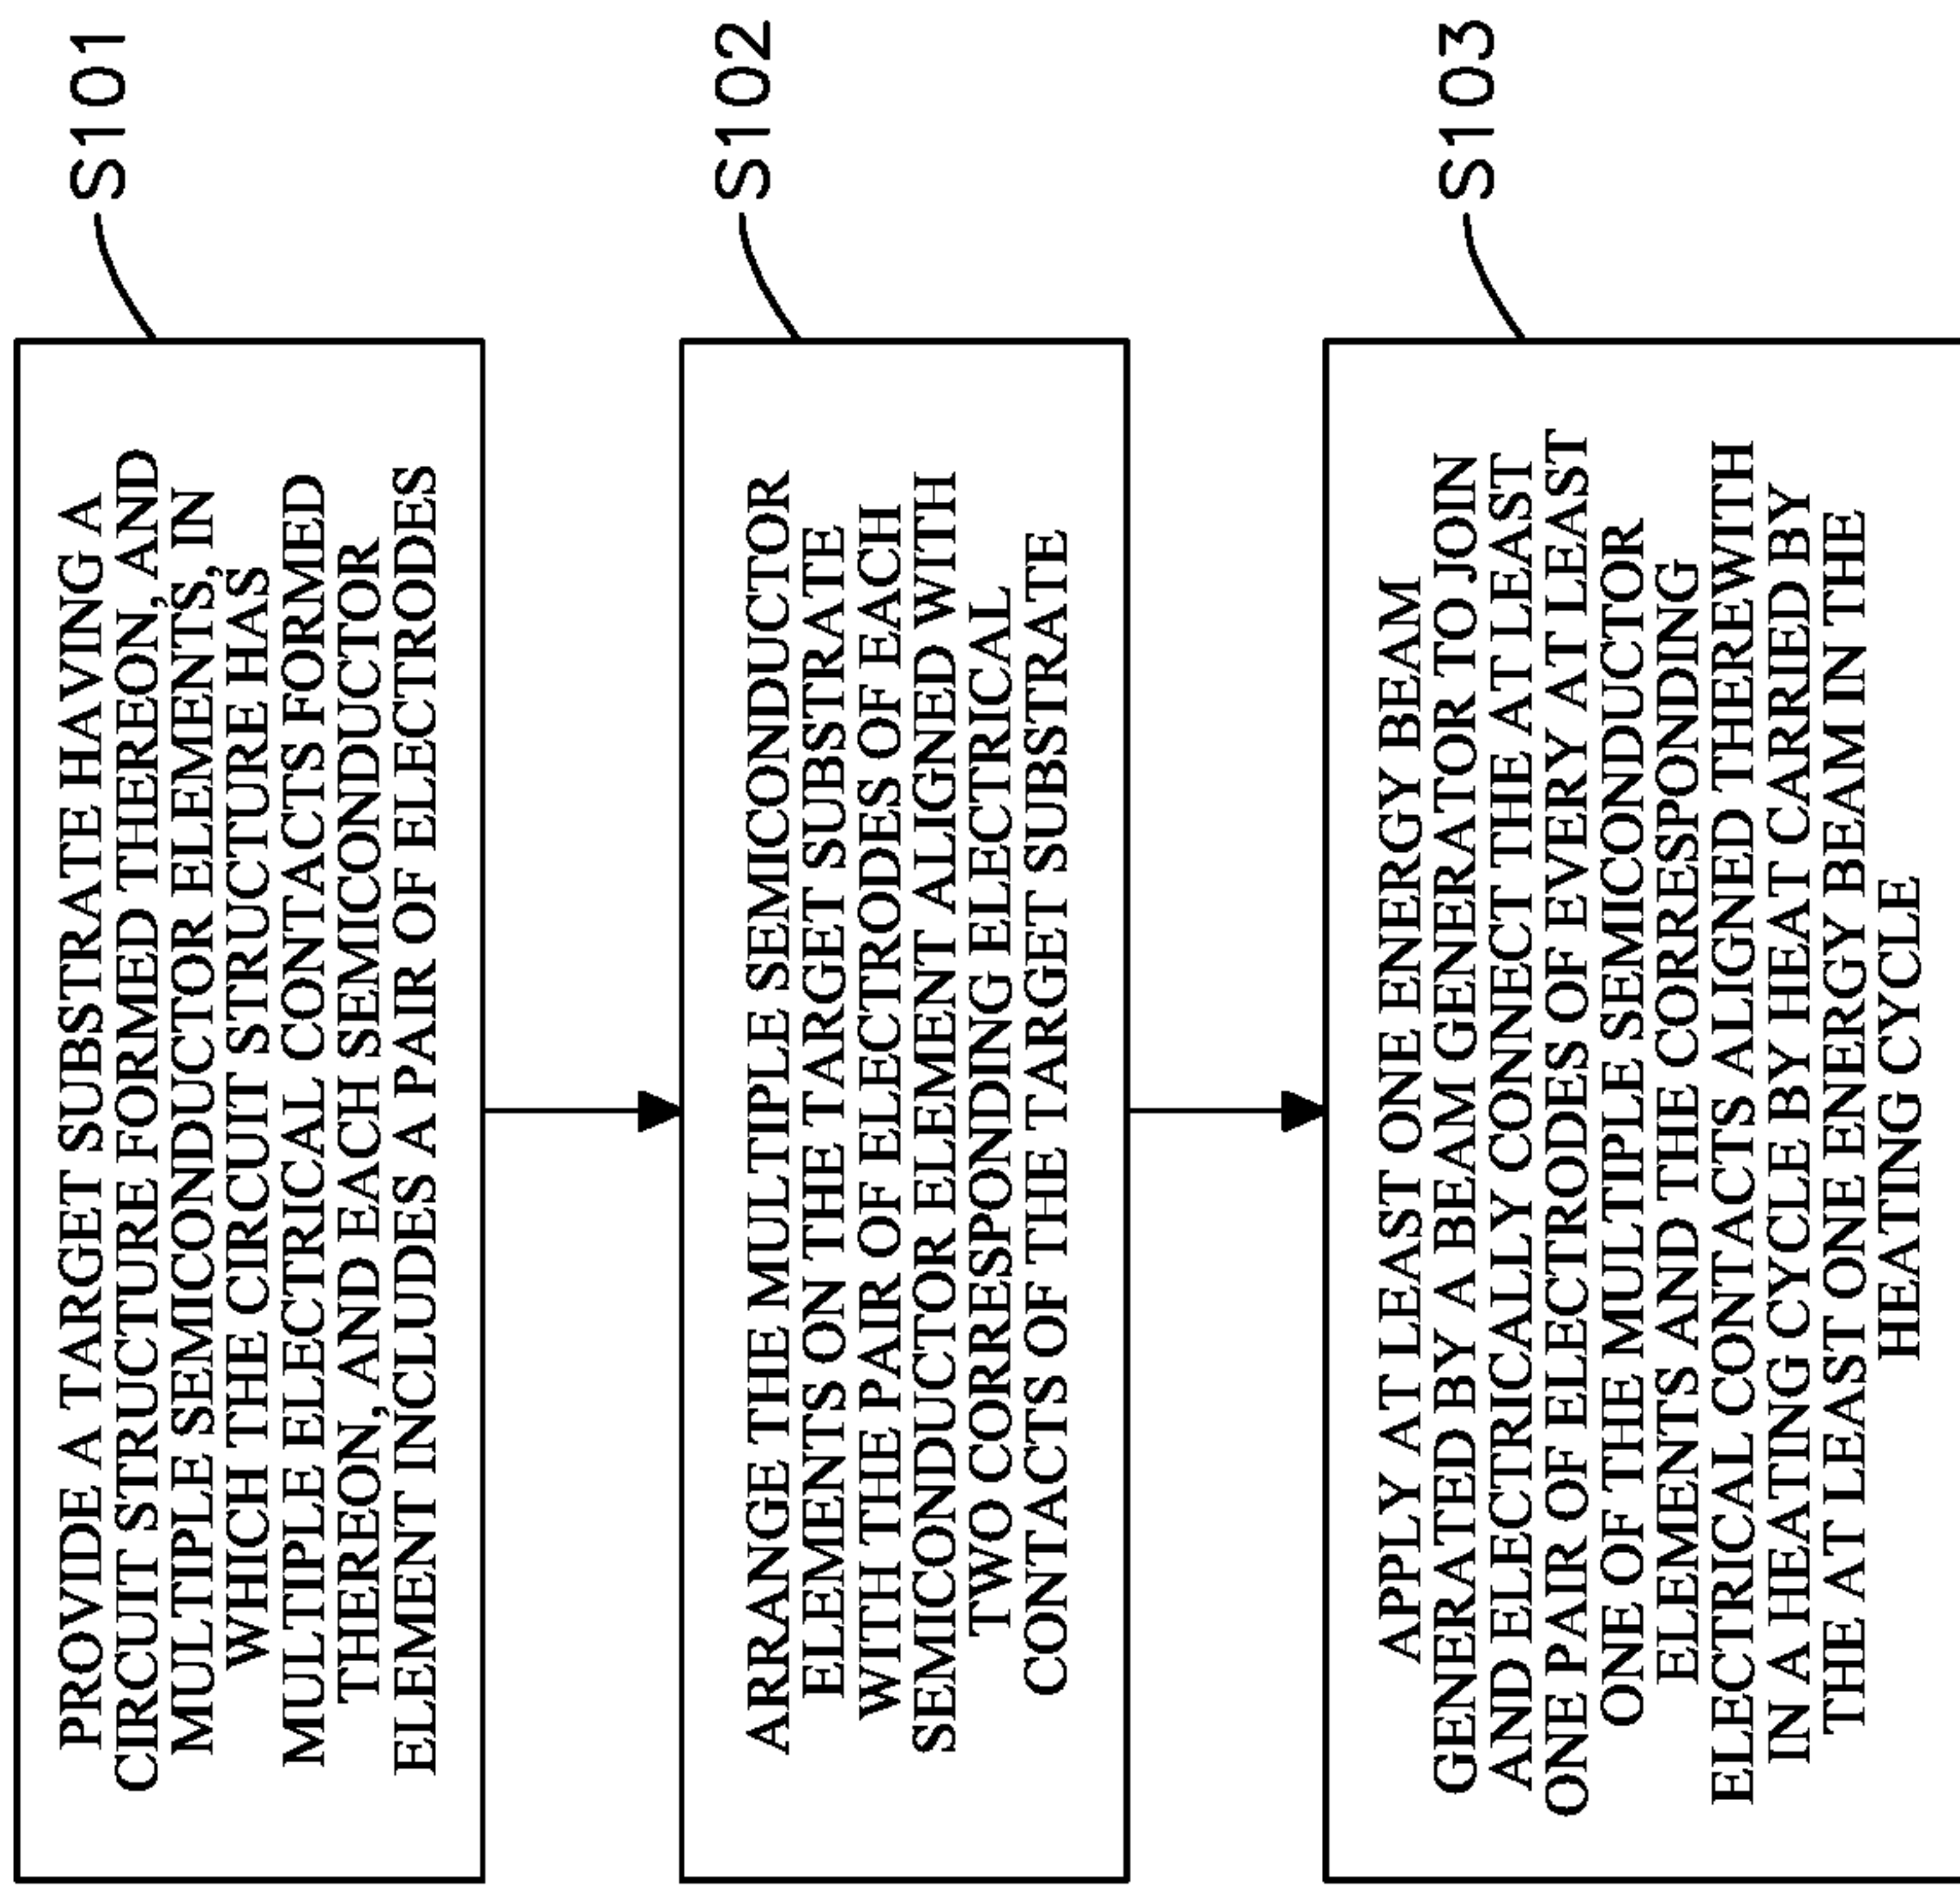 S101
PROVIDE A TARGET SUBSTRATE HAVING A
CIRCUIT STRUCTURE FORMED THEREON, AND
MULTIPLE SEMICONDUCTOR ELEMENTS, IN
WHICH THE CIRCUIT STRUCTURE HAS
MULTIPLE ELECTRICAL CONTACTS FORMED
THEREON, AND EACH SEMICONDUCTOR
ELEMENT INCLUDES A PAIR OF ELECTRODES
S102
ARRANGE THE MULTIPLE SEMICONDUCTOR
ELEMENTS ON THE TARGET SUBSTRATE
WITH THE PAIR OF ELECTRODES OF EACH
SEMICONDUCTOR ELEMENT ALIGNED WITH
TWO CORRESPONDING ELECTRICAL
CONTACTS OF THE TARGET SUBSTRATE
S103
APPLY AT LEAST ONE ENERGY BEAM
GENERATED BY A BEAM GENERATOR TO JOIN
AND ELECTRICALLY CONNECT THE AT LEAST
ONE PAIR OF ELECTRODES OF EVERY AT LEAST
ONE OF THE MULTIPLE SEMICONDUCTOR
ELEMENTS AND THE CORRESPONDING
ELECTRICAL CONTACTS ALIGNED THEREWITH
IN A HEATING CYCLE BY HEAT CARRIED BY
THE AT LEAST ONE ENERGY BEAM IN THE
HEATING CYCLE